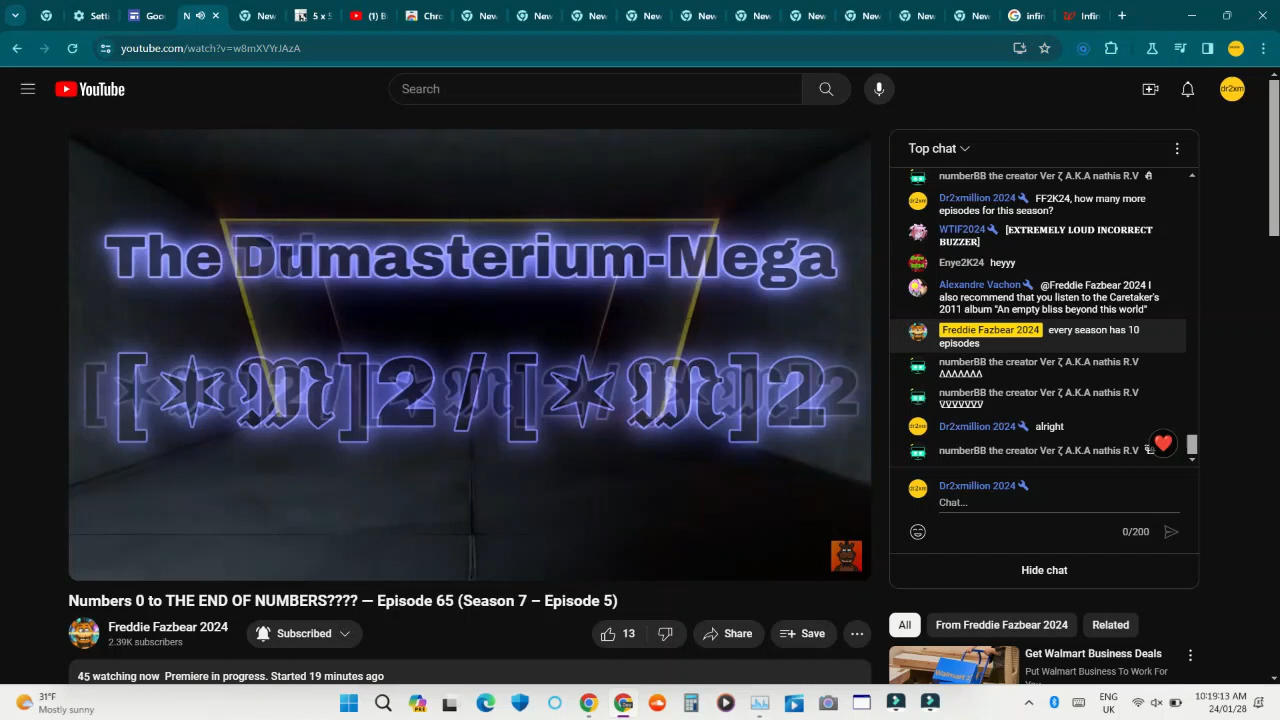 Setti
Goo
N
New
5 x 5
(1) B
Chro
New
New
New
New
New
New
New
New
New
New
infin
Infin
youtube.com/watch?v=w8mXVYrJAzA
YouTube
Search
dr2xm
The Dumasterium-Mega
[✶𝔐]2/[✶𝔐]2
Top chat
numberBB the creator Ver ζ A.K.A nathis R.V
Dr2xmillion 2024 FF2K24, how many more
episodes for this season?
WTIF2024 [EXTREMELY LOUD INCORRECT
BUZZER]
Enye2K24 heyyy
Alexandre Vachon @Freddie Fazbear 2024 I
also recommend that you listen to the Caretaker's
2011 album "An empty bliss beyond this world"
Freddie Fazbear 2024 every season has 10
episodes
numberBB the creator Ver ζ A.K.A nathis R.V
numberBB the creator Ver ζ A.K.A nathis R.V
Dr2xmillion 2024 alright
numberBB the creator Ver ζ A.K.A nathis R.V
Dr2xmillion 2024
Chat...
0/200
Hide chat
Numbers 0 to THE END OF NUMBERS???? — Episode 65 (Season 7 – Episode 5)
Freddie Fazbear 2024
2.39K subscribers
Subscribed
13
Share
Save
45 watching now Premiere in progress. Started 19 minutes ago
All
From Freddie Fazbear 2024
Related
Get Walmart Business Deals
Put Walmart Business To Work For
You
31°F
Mostly sunny
PRE
ENG
UK
10:19:13 AM
24/01/28